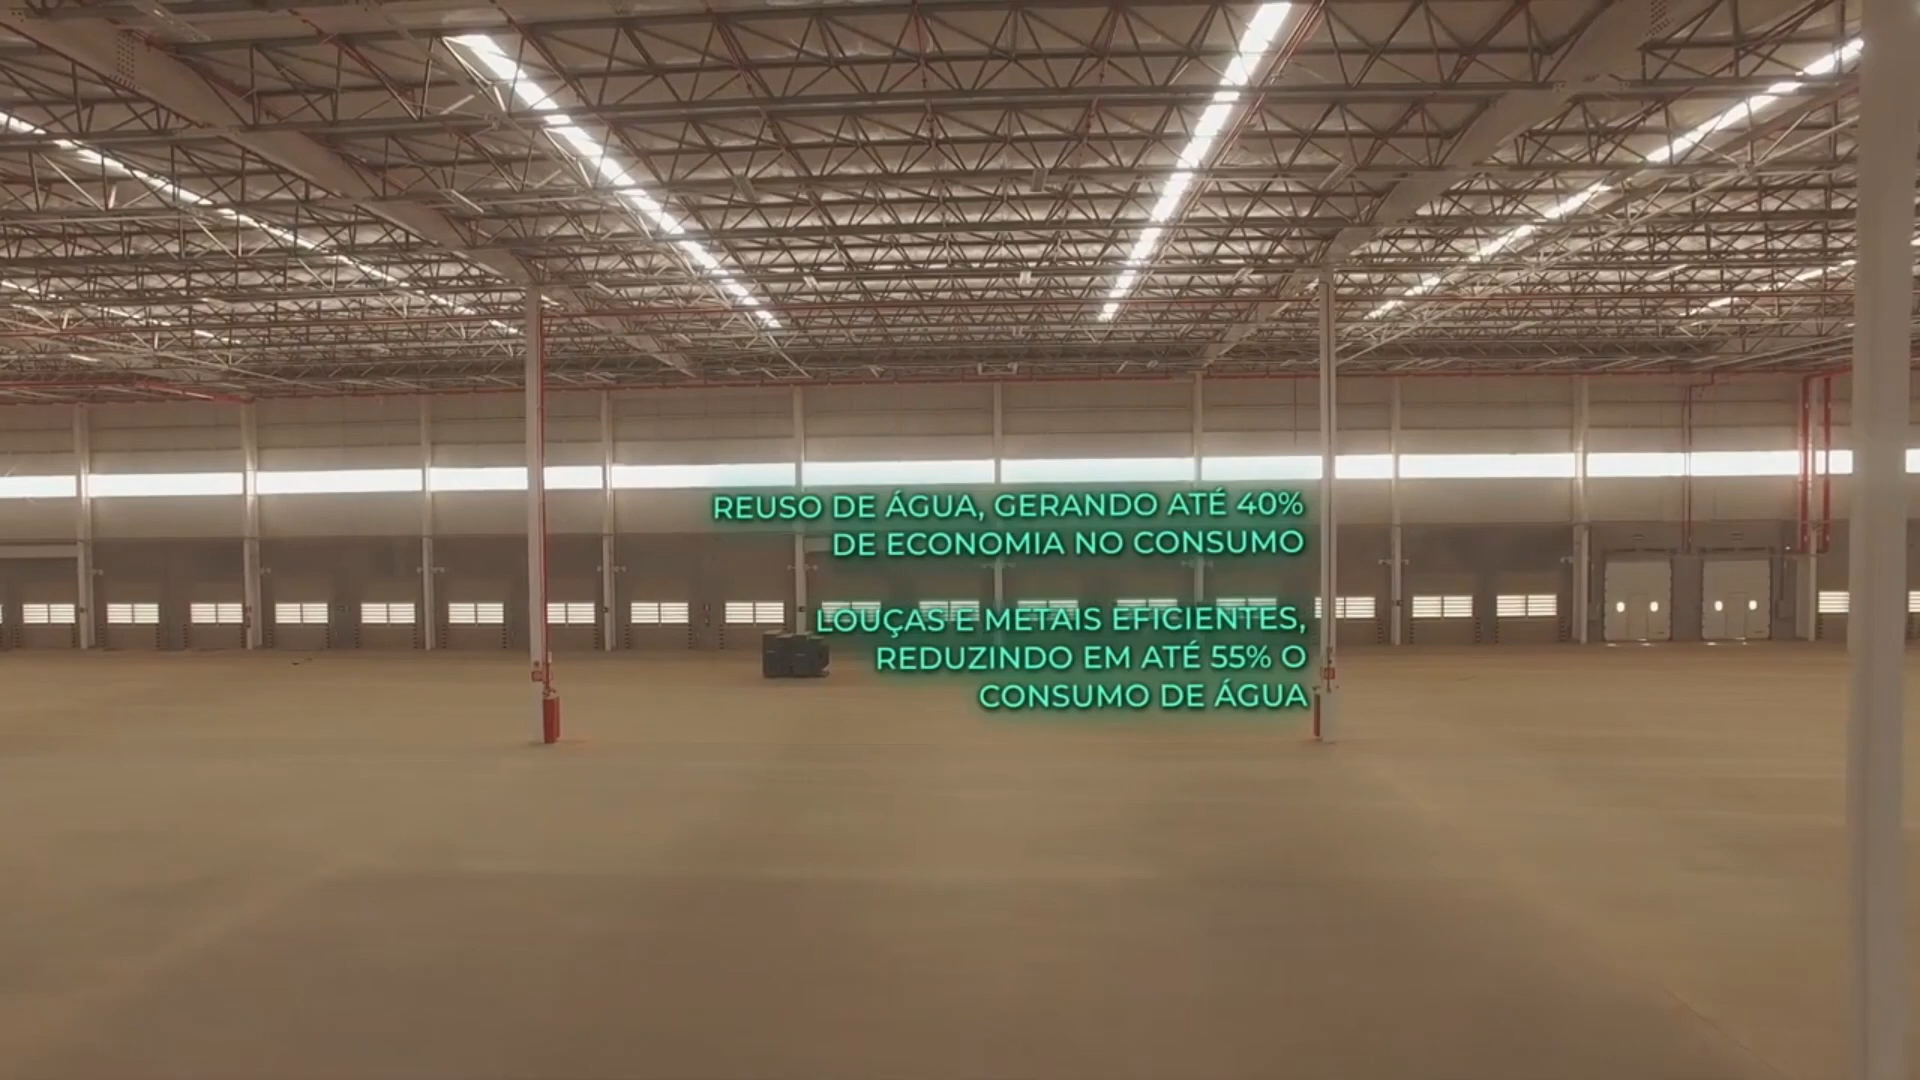 REUSO DE ÁGUA, GERANDO ATÉ 40%
DE ECONOMIA NO CONSUMO
LOUÇAS E METAIS EFICIENTES,
REDUZINDO EM ATÉ 55% O
CONSUMO DE ÁGUA